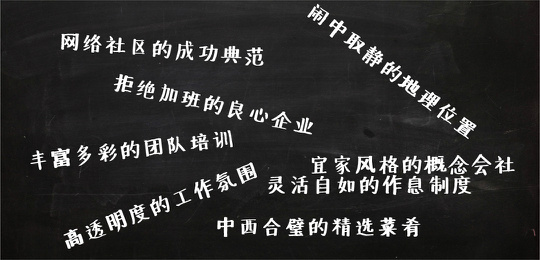 网络社区的成功典范
闹中取静的地理位置
拒绝加班的良心企业
丰富多彩的团队培训
宜家风格的概念会社
灵活自如的作息制度
高透明度的工作氛围
中西合璧的精选菜肴